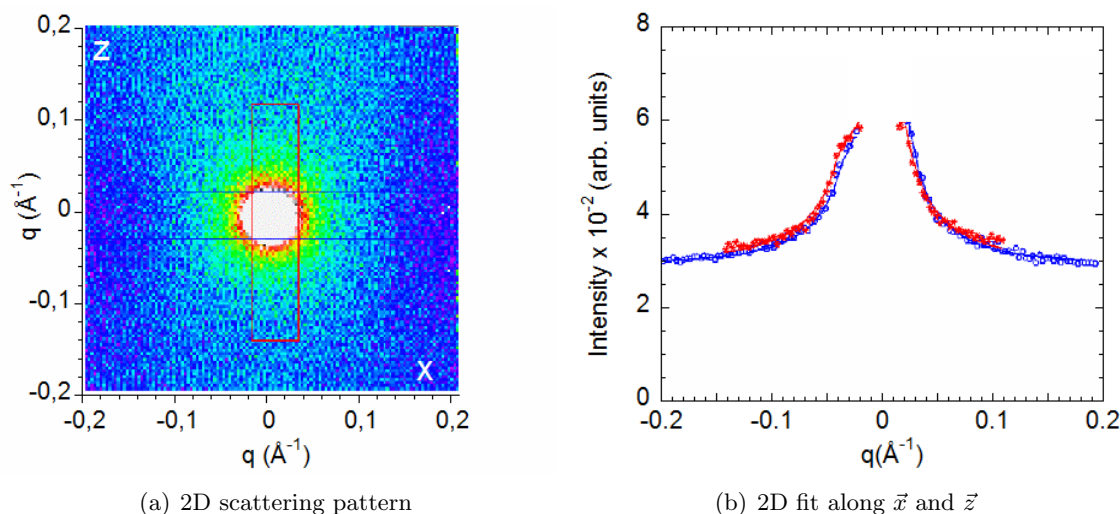 0,2
0,1
0
-0,1
-0,2
q (Å⁻¹)
Z
X
-0,2 -0,1 0 0,1 0,2
q (Å⁻¹)
8
6
4
2
0
Intensity x 10⁻² (arb. units)
-0.2 -0.1 0 0.1 0.2
q(Å⁻¹)
(a) 2D scattering pattern
(b) 2D fit along x⃗ and z⃗